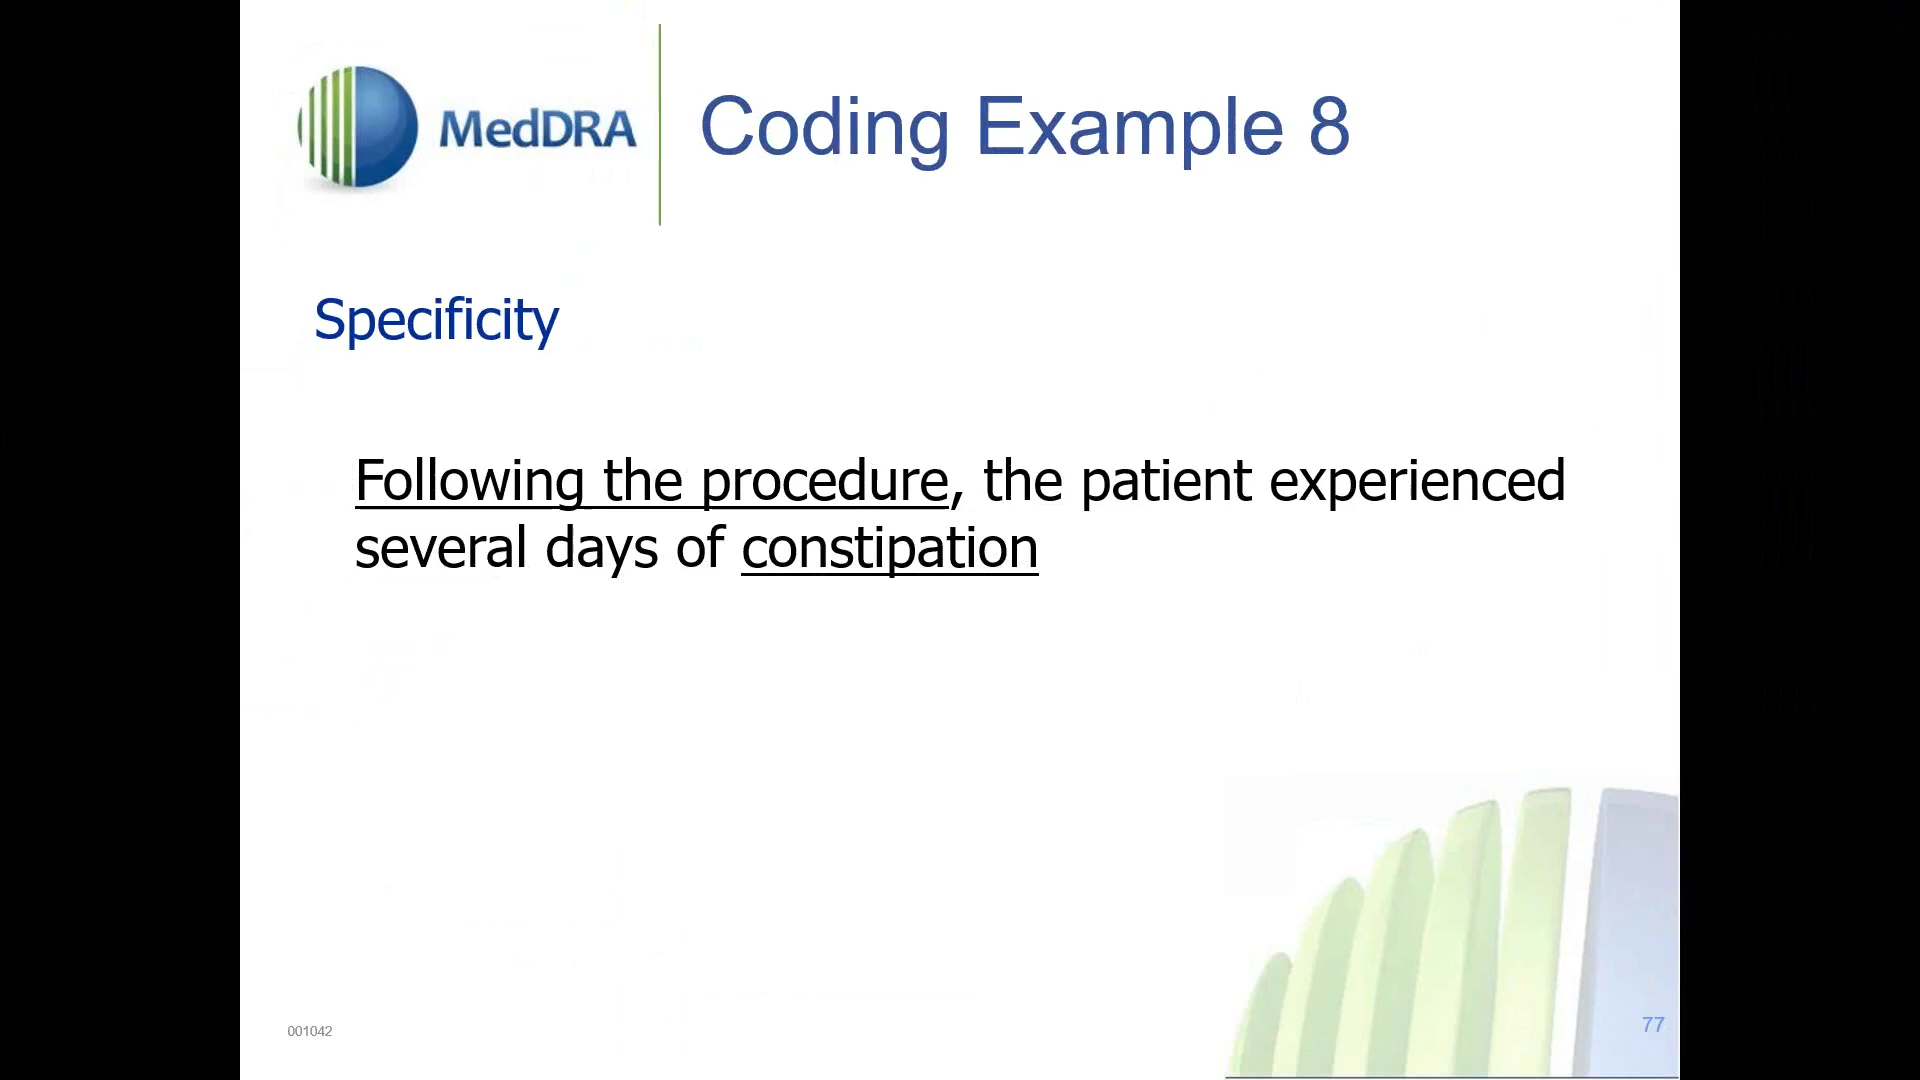 MedDRA
Coding Example 8
Specificity
Following the procedure, the patient experienced
several days of constipation
001042
77